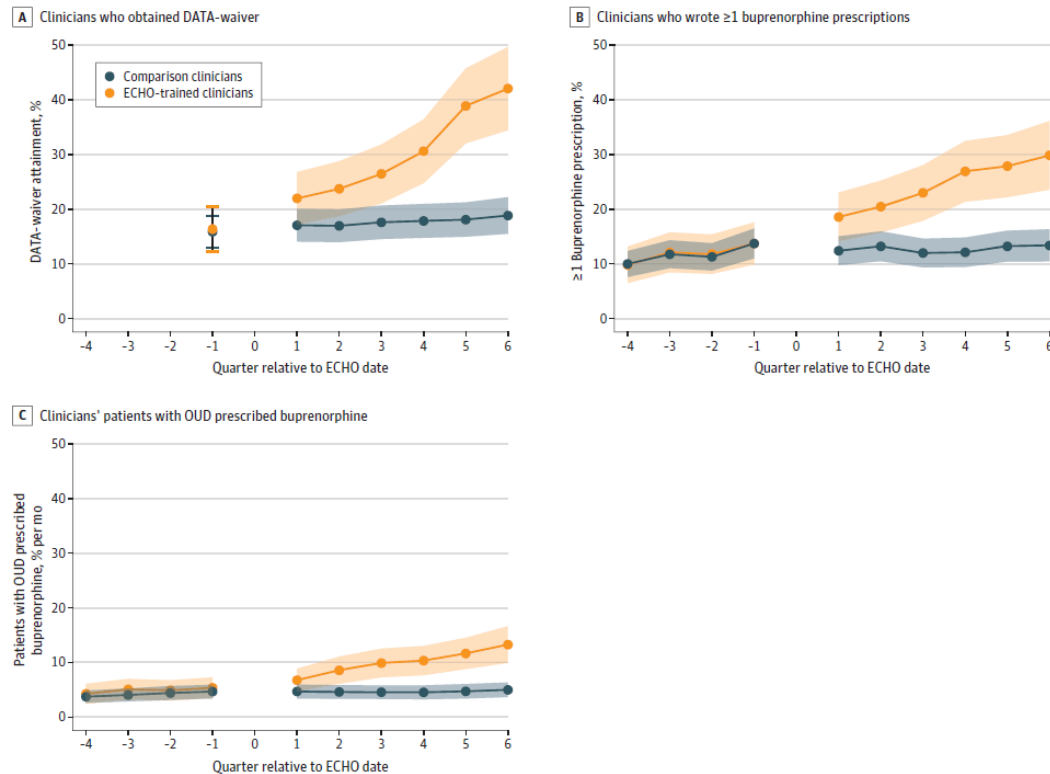 A Clinicians who obtained DATA-waiver
50
40
30
20
10
0
DATA-waiver attainment, %
Comparison clinicians
ECHO-trained clinicians
-4 -3 -2 -1 0 1 2 3 4 5 6
Quarter relative to ECHO date
B Clinicians who wrote ≥1 buprenorphine prescriptions
50
40
30
20
10
0
≥1 Buprenorphine prescription, %
-4 -3 -2 -1 0 1 2 3 4 5 6
Quarter relative to ECHO date
C Clinicians' patients with OUD prescribed buprenorphine
50
40
30
20
10
0
Patients with OUD prescribed
buprenorphine, % per mo
-4 -3 -2 -1 0 1 2 3 4 5 6
Quarter relative to ECHO date